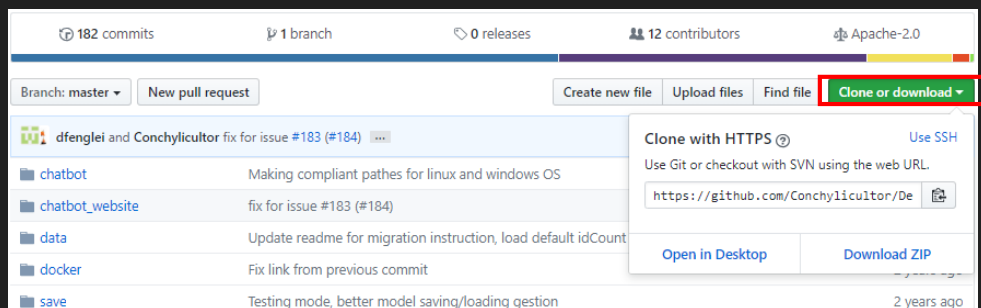 182 commits 1 branch 0 releases 12 contributors Apache-2.0
Branch: master New pull request Create new file Upload files Find file Clone or download
dfenglei and Conchylicultor fix for issue #183 (#184) ...
Clone with HTTPS ? Use SSH
Use Git or checkout with SVN using the web URL.
https://github.com/Conchylicultor/De
Open in Desktop Download ZIP
chatbot Making compliant pathes for linux and windows OS
chatbot_website fix for issue #183 (#184)
data Update readme for migration instruction, load default idCount
docker Fix link from previous commit
save Testing mode, better model saving/loading gestion 2 years ago